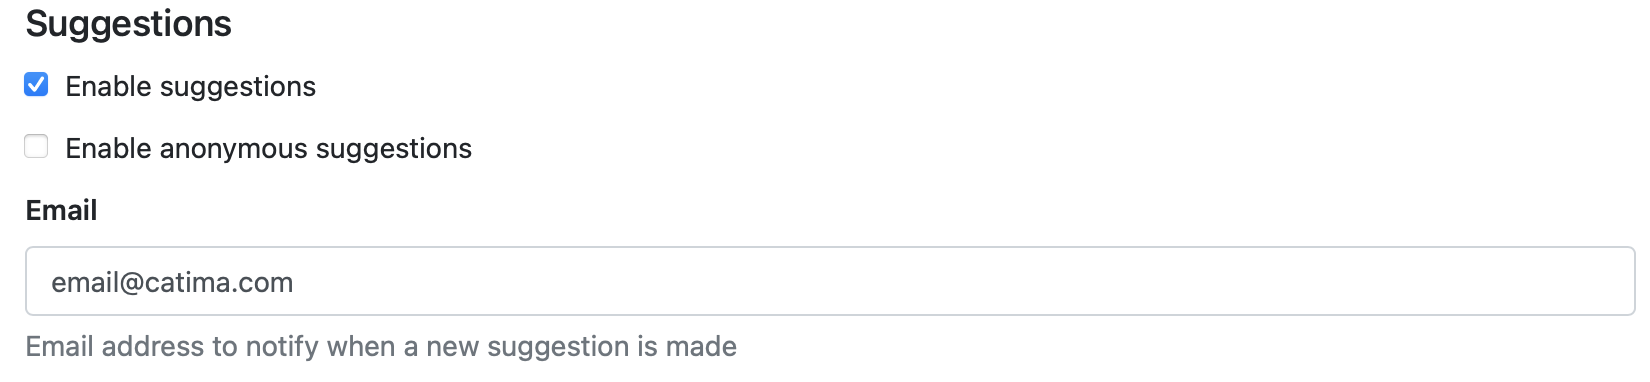 Suggestions
Enable suggestions
Enable anonymous suggestions
Email
email@catima.com
Email address to notify when a new suggestion is made